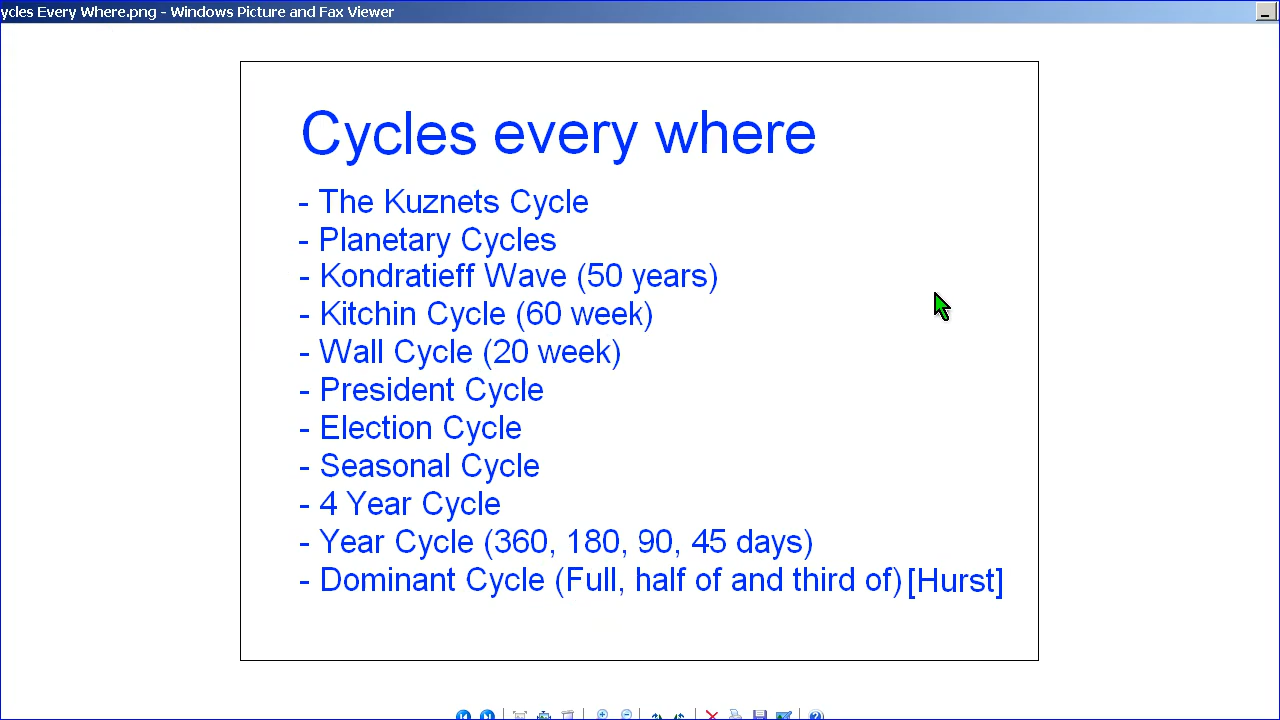 ycles Every Where.png - Windows Picture and Fax Viewer
Cycles every where
- The Kuznets Cycle
- Planetary Cycles
- Kondratieff Wave (50 years)
- Kitchin Cycle (60 week)
- Wall Cycle (20 week)
- President Cycle
- Election Cycle
- Seasonal Cycle
- 4 Year Cycle
- Year Cycle (360, 180, 90, 45 days)
- Dominant Cycle (Full, half of and third of) [Hurst]